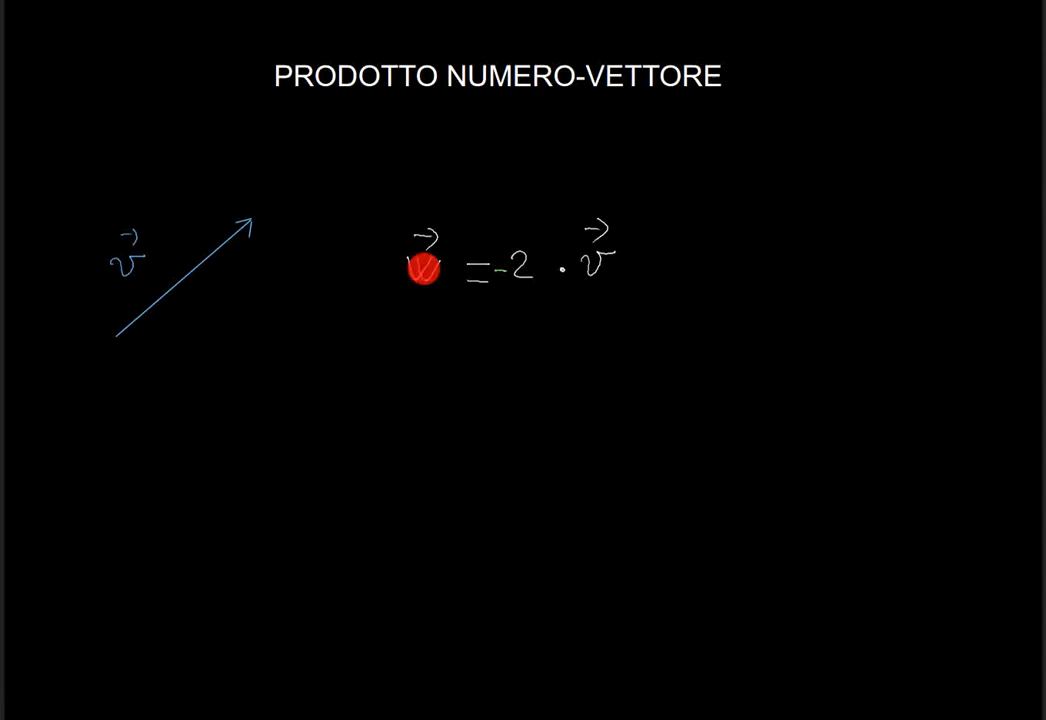 PRODOTTO NUMERO-VETTORE
v⃗
w⃗ = -2 · v⃗